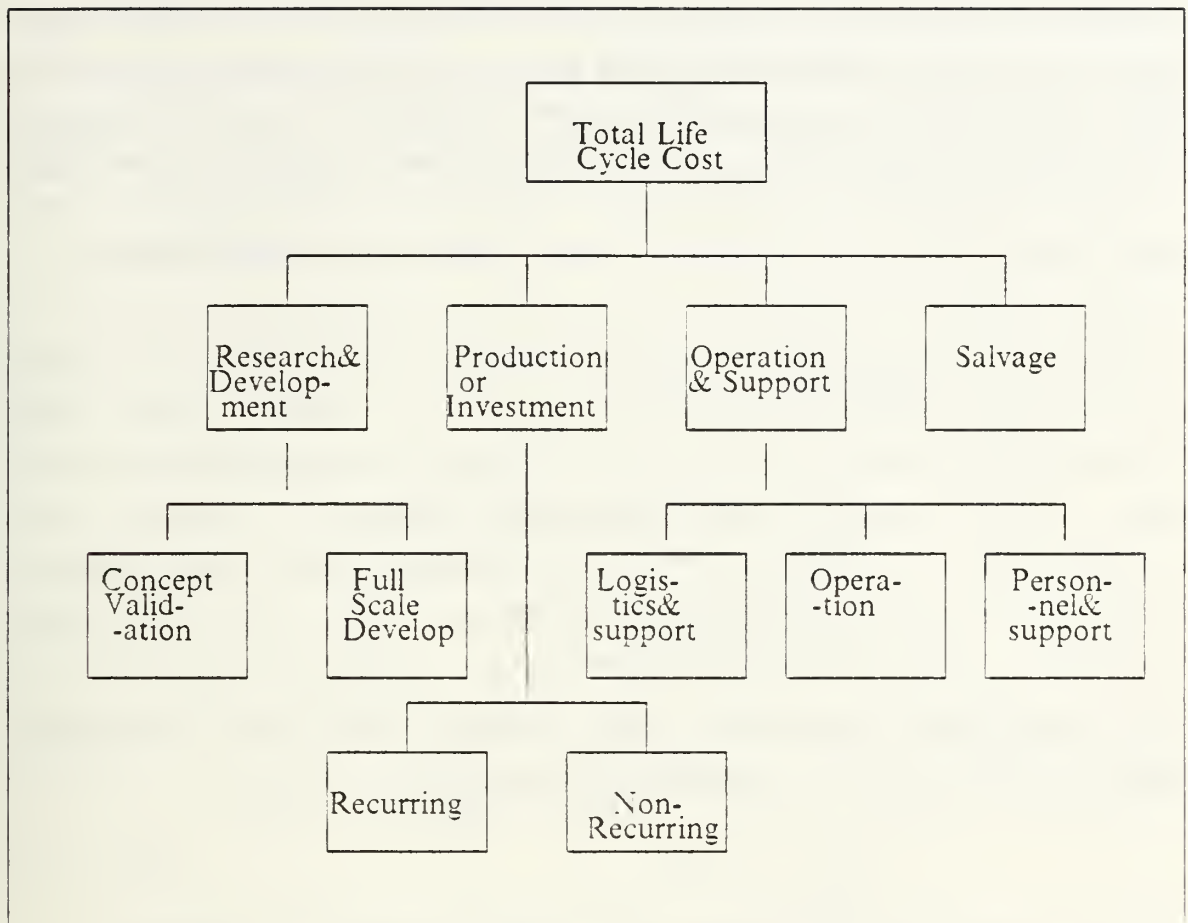 Total Life
Cycle Cost
Research&
Develop-
ment
Production
or
Investment
Operation
& Support
Salvage
Concept
Valid-
-ation
Full
Scale
Develop
Logis-
tics&
support
Opera-
-tion
Person-
-nel&
support
Recurring
Non-
Recurring